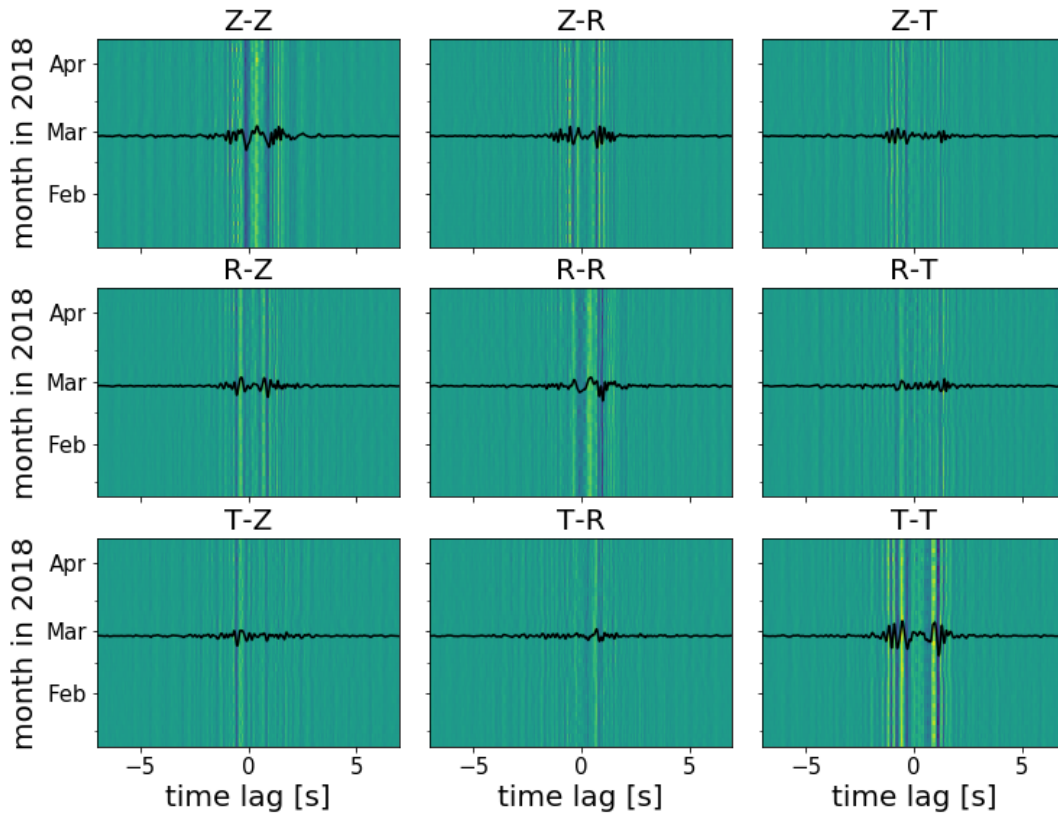 Z-Z Z-R Z-T
month in 2018
Apr
Mar
Feb
R-Z R-R R-T
month in 2018
Apr
Mar
Feb
T-Z T-R T-T
month in 2018
Apr
Mar
Feb
−5 0 5 −5 0 5 −5 0 5
time lag [s] time lag [s] time lag [s]